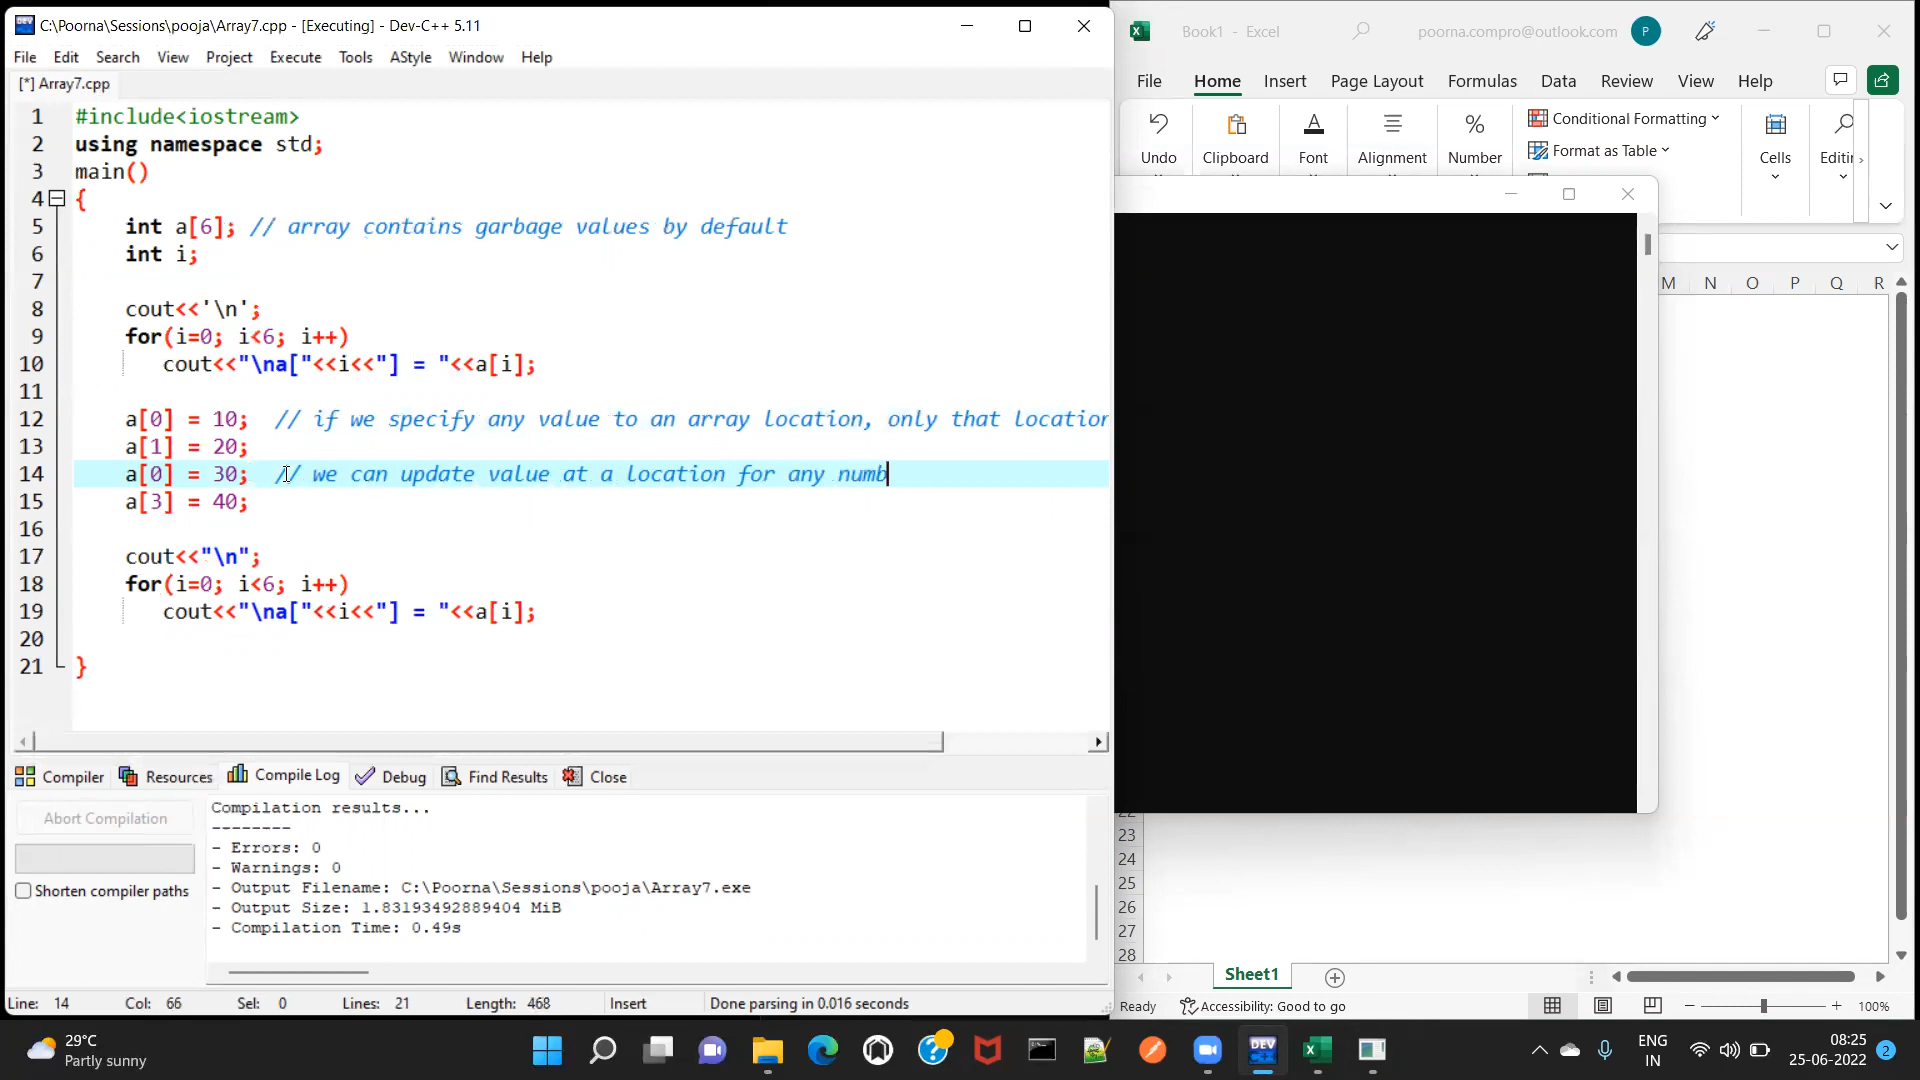 C:\Poorna\Sessions\pooja\Array7.cpp - [Executing] - Dev-C++ 5.11
File Edit Search View Project Execute Tools AStyle Window Help
[*] Array7.cpp
1 #include<iostream>
2 using namespace std;
3 main()
4 {
5 int a[6]; // array contains garbage values by default
6 int i;
7
8 cout<<'\n';
9 for(i=0; i<6; i++)
10 cout<<"\na["<<i<<"] = "<<a[i];
11
12 a[0] = 10; // if we specify any value to an array location, only that location
13 a[1] = 20;
14 a[0] = 30; // we can update value at a location for any numb
15 a[3] = 40;
16
17 cout<<"\n";
18 for(i=0; i<6; i++)
19 cout<<"\na["<<i<<"] = "<<a[i];
20
21 }
Compiler Resources Compile Log Debug Find Results Close
Abort Compilation
Shorten compiler paths
Compilation results...
--------
- Errors: 0
- Warnings: 0
- Output Filename: C:\Poorna\Sessions\pooja\Array7.exe
- Output Size: 1.83193492889404 MiB
- Compilation Time: 0.49s
Line: 14 Col: 66 Sel: 0 Lines: 21 Length: 468 Insert Done parsing in 0.016 seconds
Book1 - Excel poorna.compro@outlook.com P
File Home Insert Page Layout Formulas Data Review View Help
Undo Clipboard Font Alignment Number
Conditional Formatting
Format as Table
Cells Editin
M N O P Q R
23
24
25
26
27
28
Sheet1
Ready Accessibility: Good to go 100%
29°C
Partly sunny
DEV
ENG
IN
08:25
25-06-2022
2